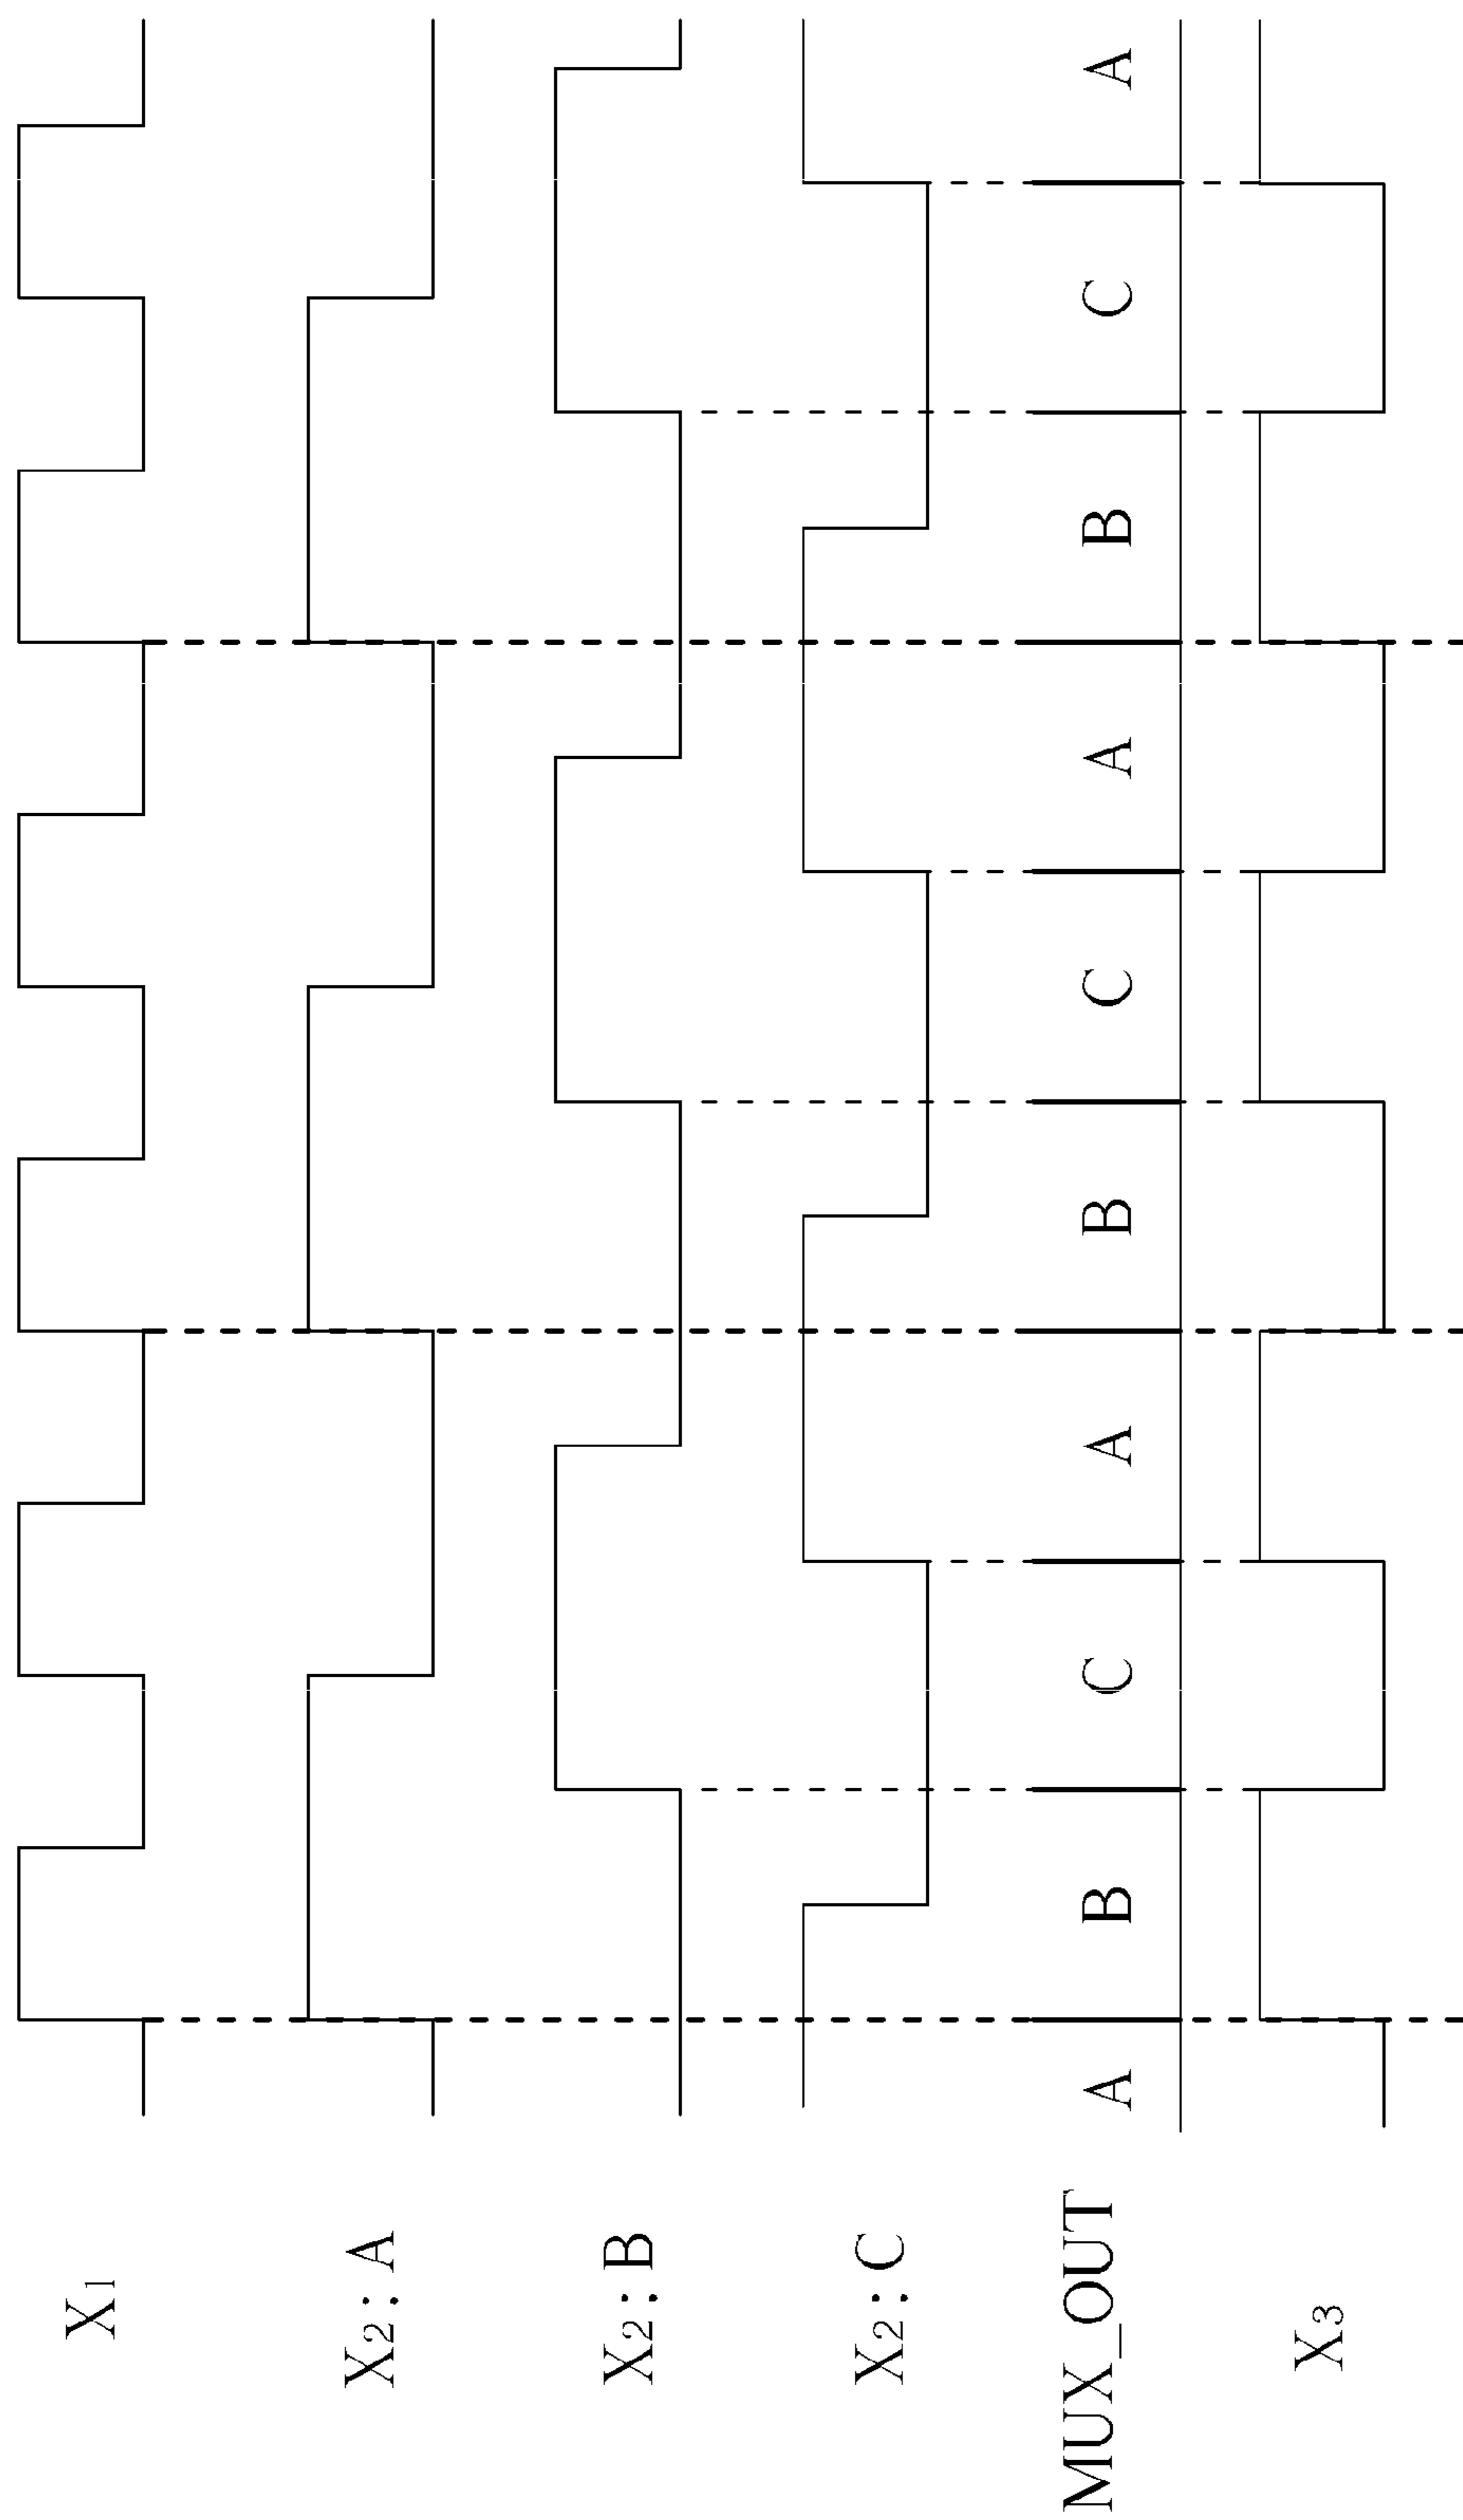 X1
X2: A
X2: B
X2: C
MUX_OUT A B C A B C A B C A
X3